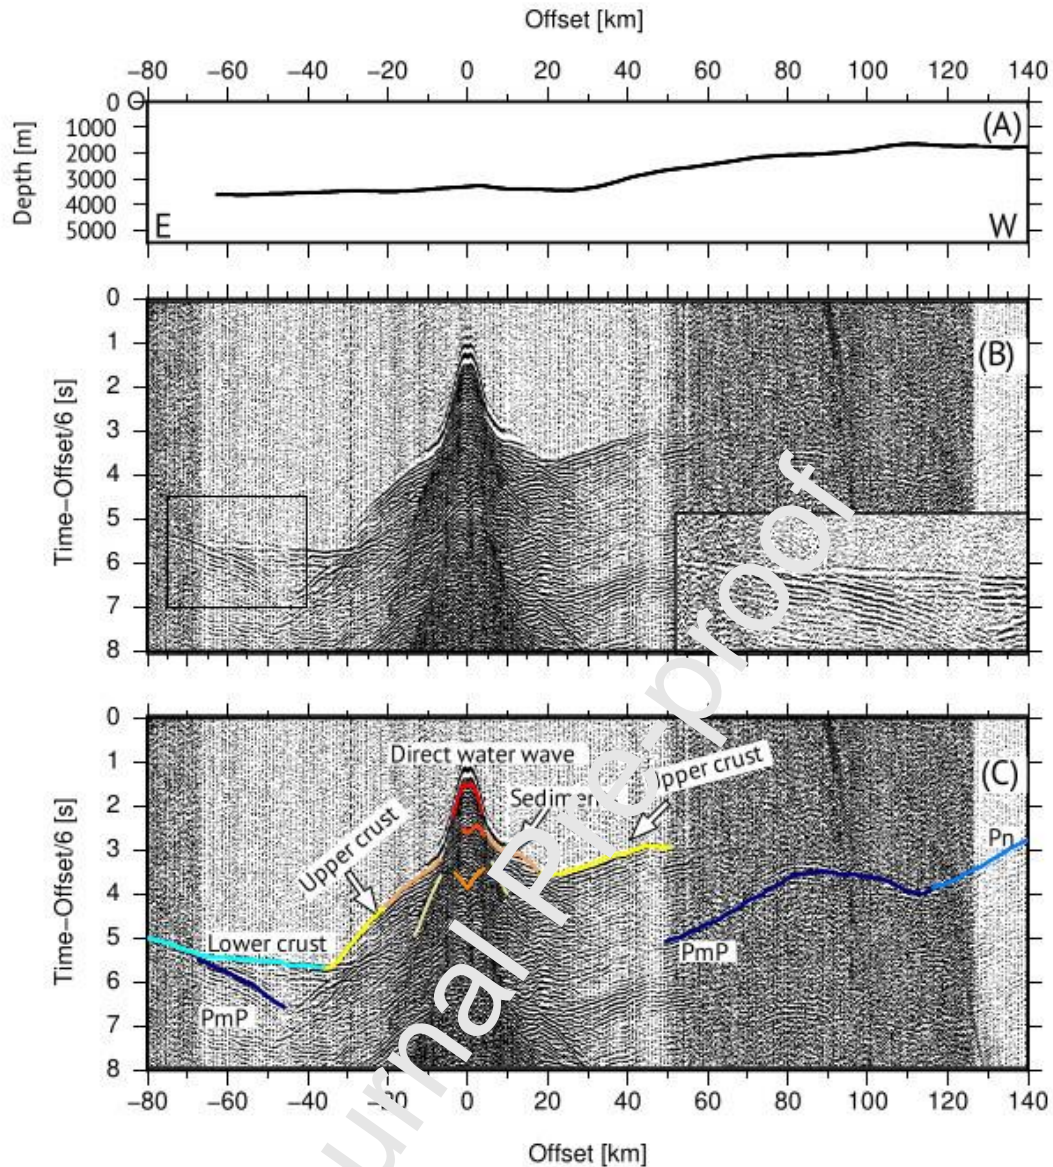 Offset [km]
−80 −60 −40 −20 0 20 40 60 80 100 120 140
Depth [m]
0
1000
2000
3000
4000
5000
(A)
E W
Time−Offset/6 [s]
0
1
2
3
4
5
6
7
8
(B)
Time−Offset/6 [s]
0
1
2
3
4
5
6
7
8
Direct water wave
(C)
Upper crust
Upper crust
Pn
Lower crust
PmP
PmP
−80 −60 −40 −20 0 20 40 60 80 100 120 140
Offset [km]
Pre-proof